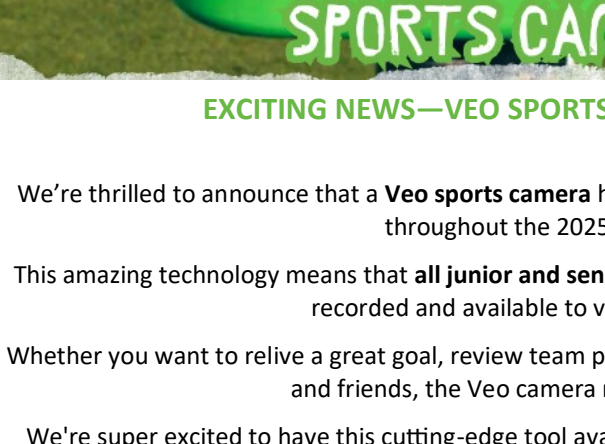 SPORTS CA
EXCITING NEWS—VEO SPORTS
We're thrilled to announce that a Veo sports camera
throughout the 2025
This amazing technology means that all junior and sen
recorded and available to v
Whether you want to relive a great goal, review team p
and friends, the Veo camera
We're super excited to have this cutting-edge tool ava